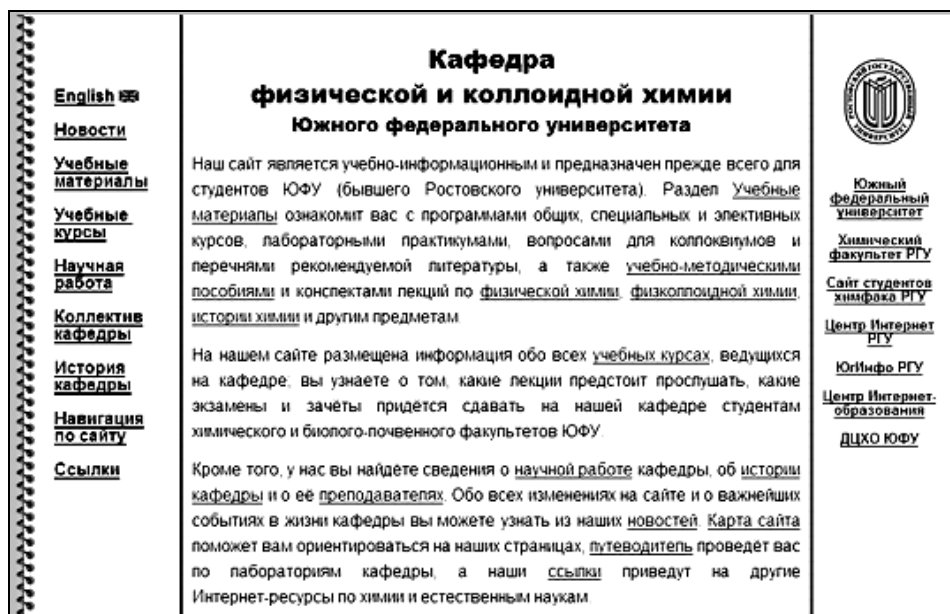 English
Новости
Учебные
материалы
Учебные
курсы
Научная
работа
Коллектив
кафедры
История
кафедры
Навигация
по сайту
Ссылки
Кафедра
физической и коллоидной химии
Южного федерального университета
Наш сайт является учебно-информационным и предназначен прежде всего для
студентов ЮФУ (бывшего Ростовского университета). Раздел Учебные
материалы ознакомит вас с программами общих, специальных и элективных
курсов, лабораторными практикумами, вопросами для коллоквиумов и
перечнями рекомендуемой литературы, а также учебно-методическими
пособиями и конспектами лекций по физической химии, физколлоидной химии,
истории химии и другим предметам.
На нашем сайте размещена информация обо всех учебных курсах, ведущихся
на кафедре; вы узнаете о том, какие лекции предстоит прослушать, какие
экзамены и зачёты придётся сдавать на нашей кафедре студентам
химического и биолого-почвенного факультетов ЮФУ.
Кроме того, у нас вы найдёте сведения о научной работе кафедры, об истории
кафедры и о её преподавателях. Обо всех изменениях на сайте и о важнейших
событиях в жизни кафедры вы можете узнать из наших новостей. Карта сайта
поможет вам ориентироваться на наших страницах, путеводитель проведёт вас
по лабораториям кафедры, а наши ссылки приведут на другие
Интернет-ресурсы по химии и естественным наукам.
РОСТОВСКИЙ ГОСУДАРСТВЕННЫЙ
УНИВЕРСИТЕТ
Южный
федеральный
университет
Химический
факультет РГУ
Сайт студентов
химфака РГУ
Центр Интернет
РГУ
ЮгИнфо РГУ
Центр Интернет-
образования
ДЦХО ЮФУ